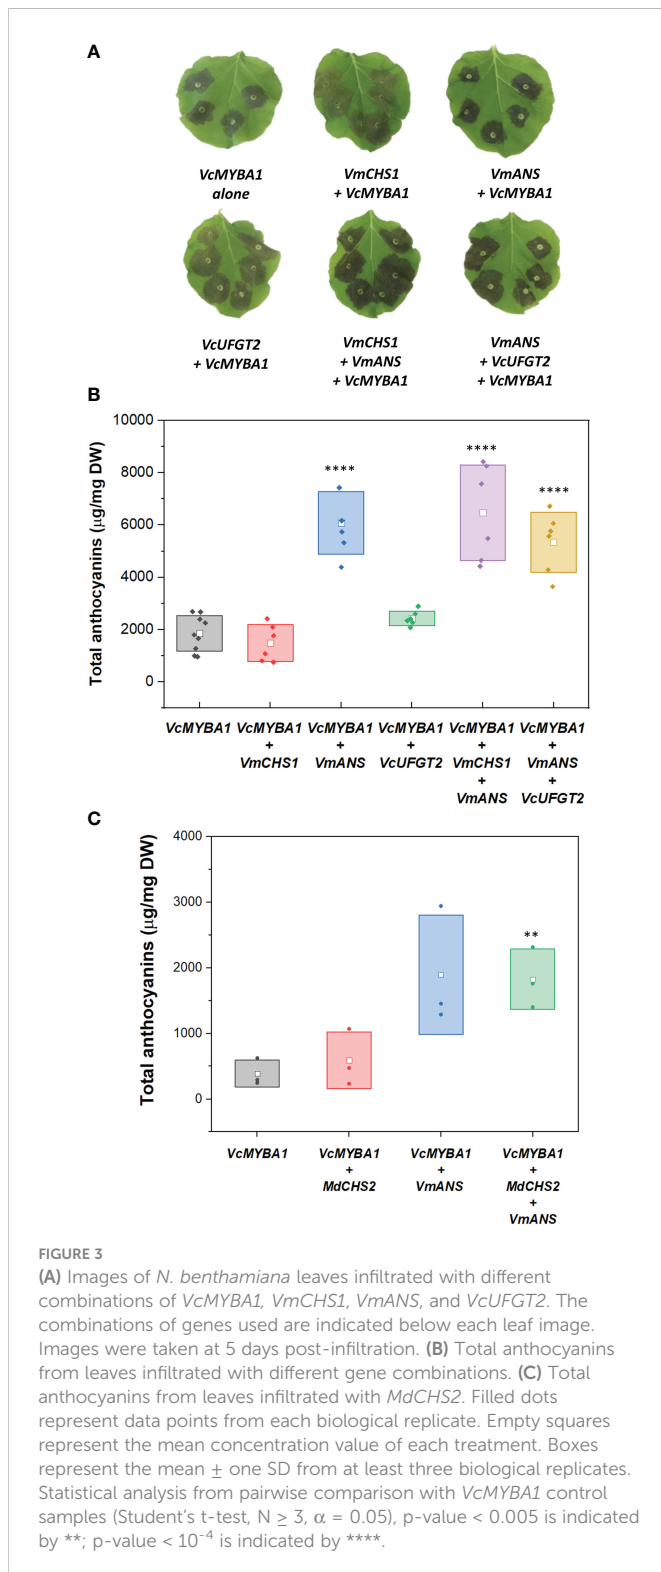 A
VcMYBA1
alone
VmCHS1
+ VcMYBA1
VmANS
+ VcMYBA1
VcUFGT2
+ VcMYBA1
VmCHS1
+ VmANS
+ VcMYBA1
VmANS
+ VcUFGT2
+ VcMYBA1
B
Total anthocyanins (µg/mg DW)
10000
8000
6000
4000
2000
0
****
****
****
VcMYBA1
VcMYBA1
+
VmCHS1
VcMYBA1
+
VmANS
VcMYBA1
+
VcUFGT2
VcMYBA1
+
VmCHS1
+
VmANS
VcMYBA1
+
VmANS
+
VcUFGT2
C
Total anthocyanins (µg/mg DW)
4000
3000
2000
1000
0
**
VcMYBA1
VcMYBA1
+
MdCHS2
VcMYBA1
+
VmANS
VcMYBA1
+
MdCHS2
+
VmANS
FIGURE 3
(A) Images of N. benthamiana leaves infiltrated with different
combinations of VcMYBA1, VmCHS1, VmANS, and VcUFGT2. The
combinations of genes used are indicated below each leaf image.
Images were taken at 5 days post-infiltration. (B) Total anthocyanins
from leaves infiltrated with different gene combinations. (C) Total
anthocyanins from leaves infiltrated with MdCHS2. Filled dots
represent data points from each biological replicate. Empty squares
represent the mean concentration value of each treatment. Boxes
represent the mean ± one SD from at least three biological replicates.
Statistical analysis from pairwise comparison with VcMYBA1 control
samples (Student's t-test, N ≥ 3, α = 0.05), p-value < 0.005 is indicated
by **; p-value < 10⁻⁴ is indicated by ****.